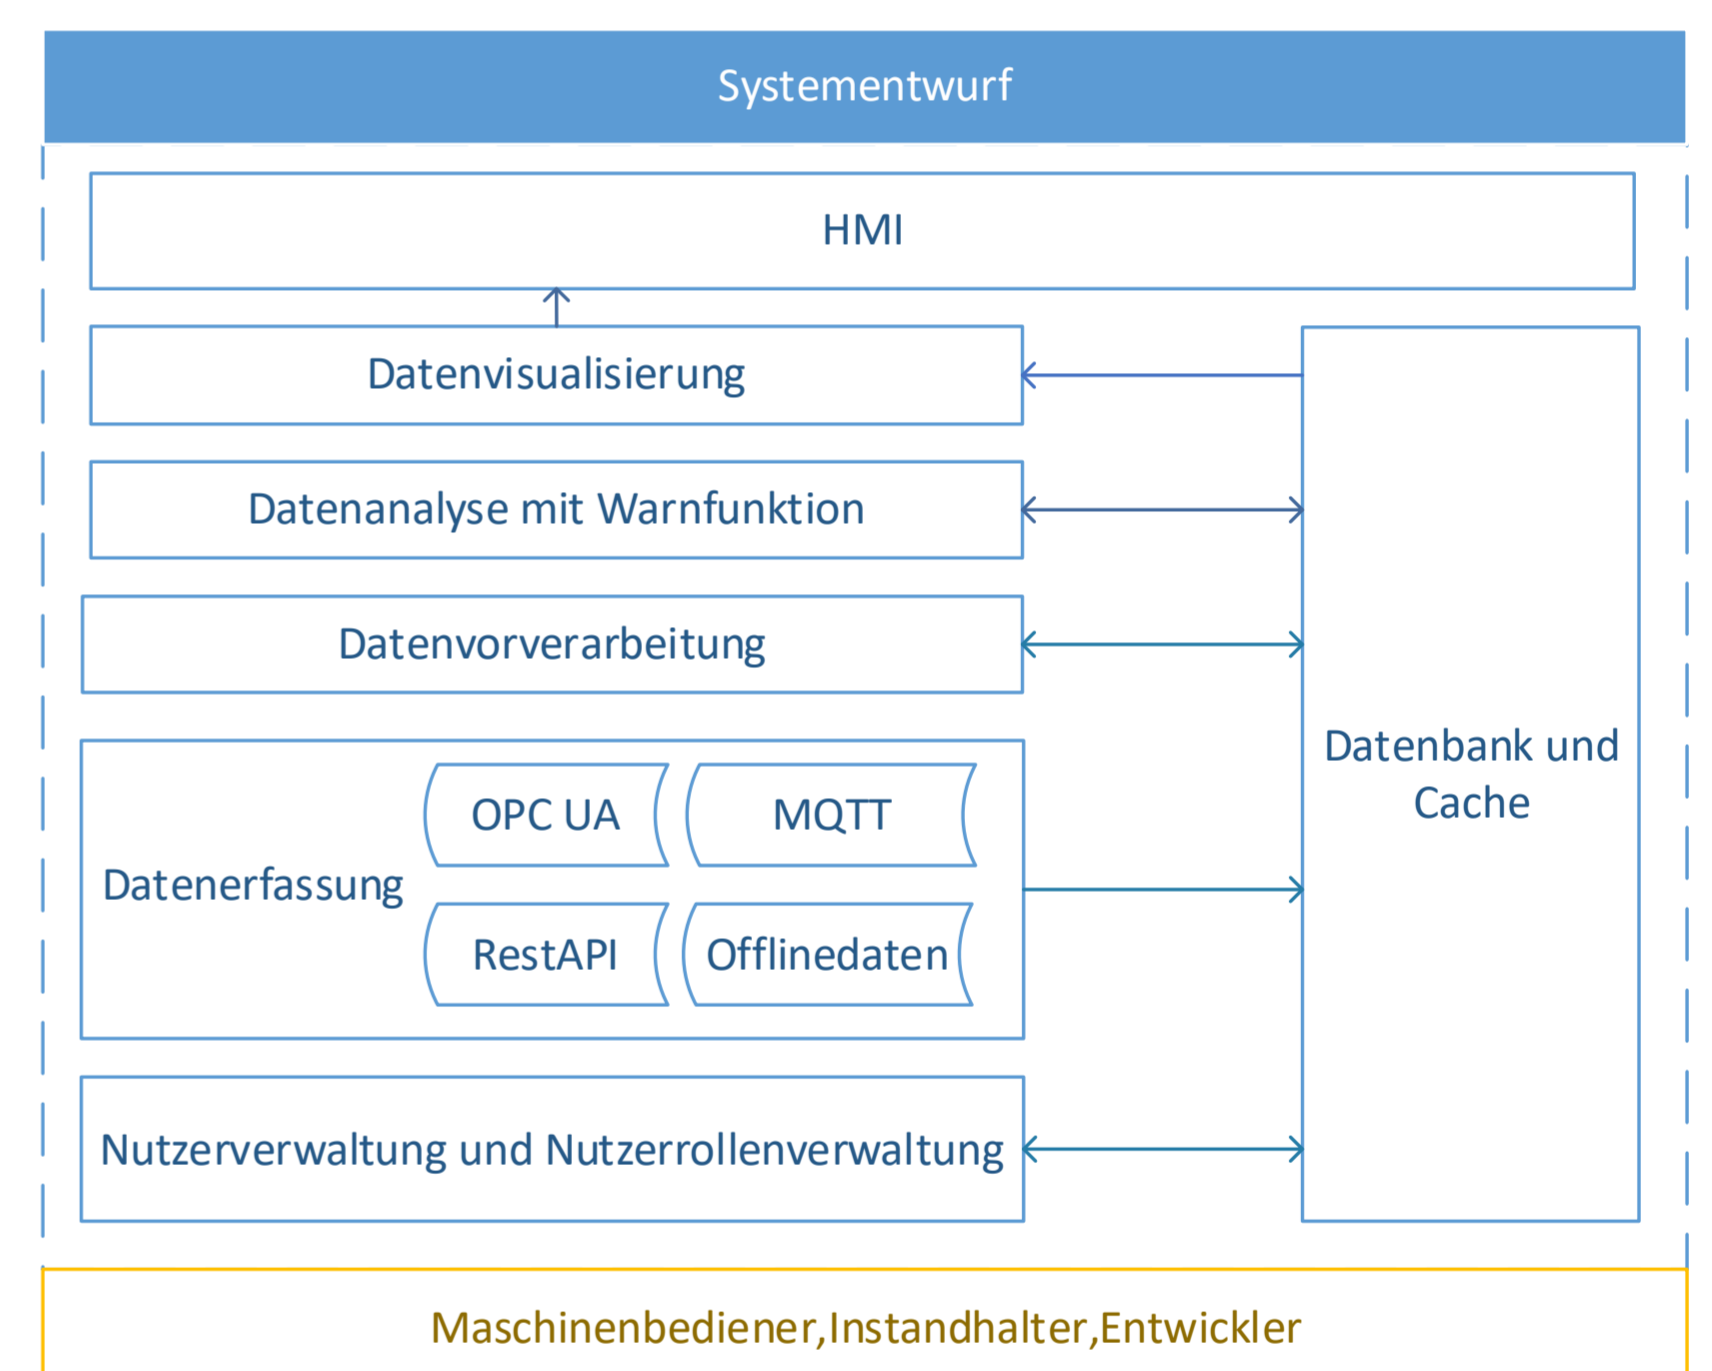 Systementwurf
HMI
Datenvisualisierung
Datenanalyse mit Warnfunktion
Datenvorverarbeitung
Datenbank und
Cache
Datenerfassung
OPC UA
MQTT
RestAPI
Offlinedaten
Nutzerverwaltung und Nutzerrollenverwaltung
Maschinenbediener,Instandhalter,Entwickler